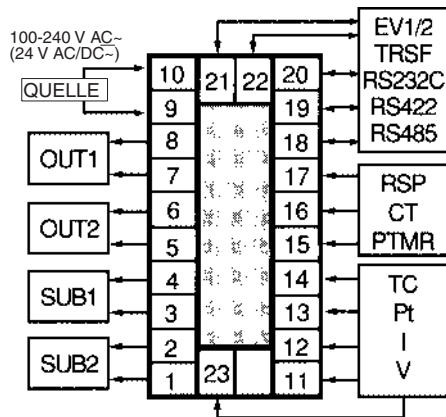 100-240 V AC~
(24 V AC/DC~)
QUELLE
OUT1
OUT2
SUB1
SUB2
10
9
8
7
6
5
4
3
2
1
21 22
23
20
19
18
17
16
15
14
13
12
11
EV1/2
TRSF
RS232C
RS422
RS485
RSP
CT
PTMR
TC
Pt
I
V